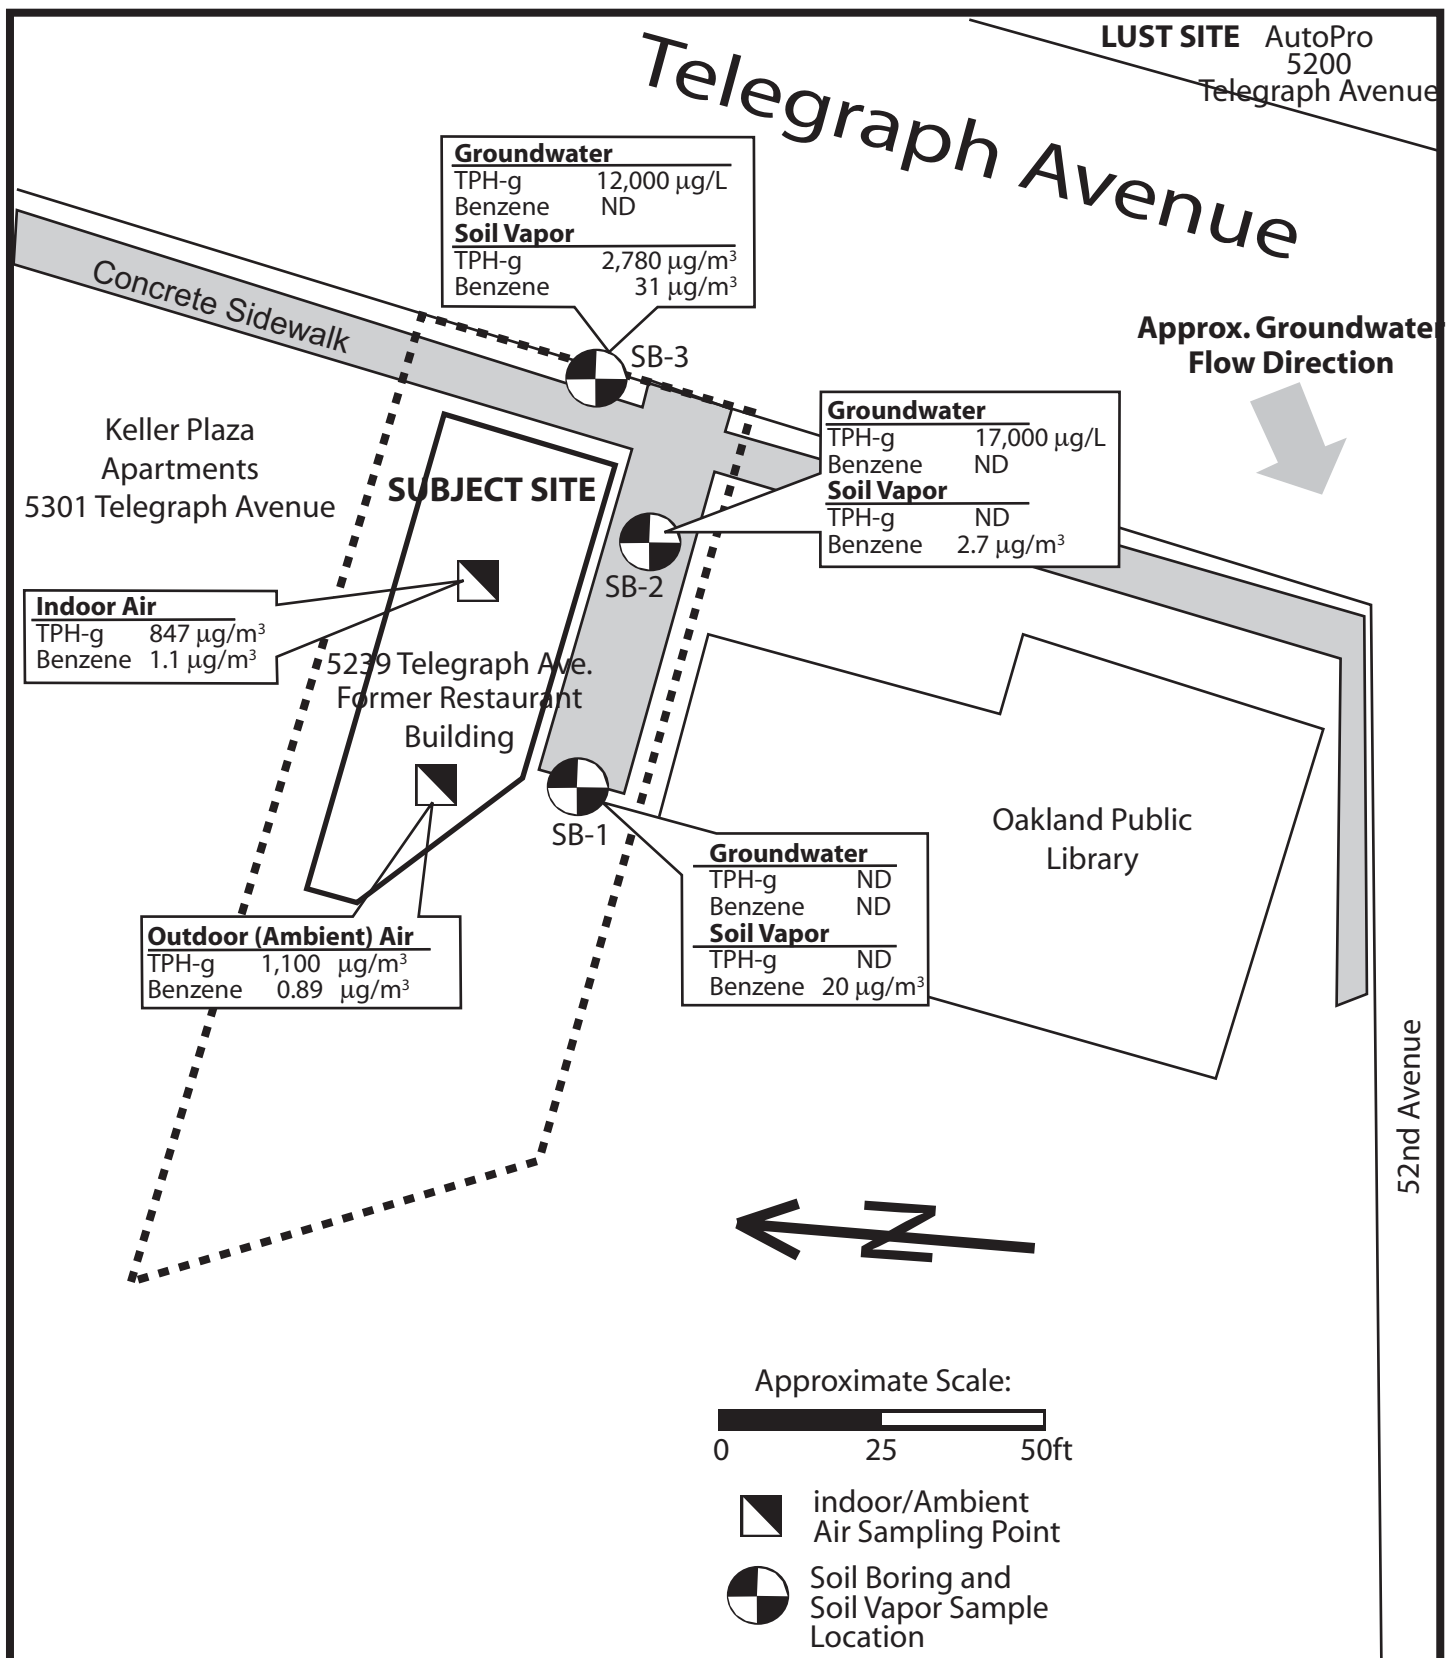 LUST SITE AutoPro
5200
Telegraph Avenue
Telegraph Avenue
Groundwater
TPH-g 12,000 µg/L
Benzene ND
Soil Vapor
TPH-g 2,780 µg/m³
Benzene 31 µg/m³
Concrete Sidewalk
SB-3
Approx. Groundwater
Flow Direction
Keller Plaza
Apartments
5301 Telegraph Avenue
SUBJECT SITE
Groundwater
TPH-g 17,000 µg/L
Benzene ND
Soil Vapor
TPH-g ND
Benzene 2.7 µg/m³
SB-2
Indoor Air
TPH-g 847 µg/m³
Benzene 1.1 µg/m³
5239 Telegraph Ave.
Former Restaurant
Building
SB-1
Oakland Public
Library
Groundwater
TPH-g ND
Benzene ND
Soil Vapor
TPH-g ND
Benzene 20 µg/m³
Outdoor (Ambient) Air
TPH-g 1,100 µg/m³
Benzene 0.89 µg/m³
52nd Avenue
N
Approximate Scale:
0 25 50ft
indoor/Ambient
Air Sampling Point
Soil Boring and
Soil Vapor Sample
Location